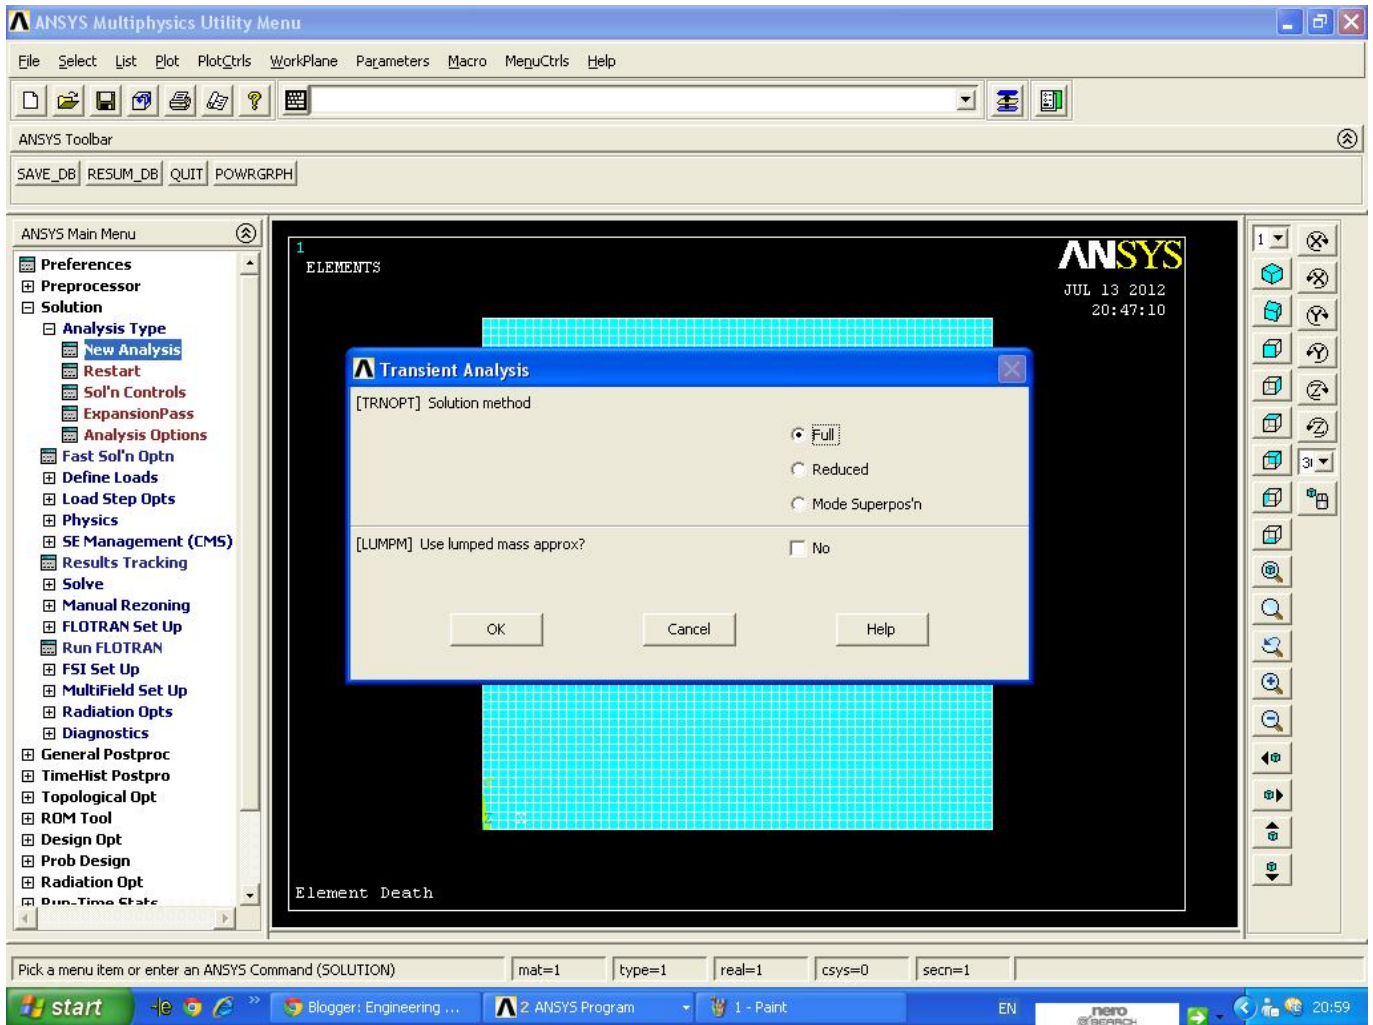 ANSYS Multiphysics Utility Menu
File Select List Plot PlotCtrls WorkPlane Parameters Macro MenuCtrls Help
ANSYS Toolbar
SAVE_DB RESUM_DB QUIT POWRGRPH
ANSYS Main Menu
Preferences
Preprocessor
Solution
Analysis Type
New Analysis
Restart
Sol'n Controls
ExpansionPass
Analysis Options
Fast Sol'n Optn
Define Loads
Load Step Opts
Physics
SE Management (CMS)
Results Tracking
Solve
Manual Rezoning
FLOTRAN Set Up
Run FLOTRAN
FSI Set Up
MultiField Set Up
Radiation Opts
Diagnostics
General Postproc
TimeHist Postpro
Topological Opt
ROM Tool
Design Opt
Prob Design
Radiation Opt
Run-Time Stats
1
ELEMENTS
ANSYS
JUL 13 2012
20:47:10
Transient Analysis
[TRNOPT] Solution method
Full
Reduced
Mode Superpos'n
[LUMPM] Use lumped mass approx?
No
OK Cancel Help
Z X
Element Death
1
Pick a menu item or enter an ANSYS Command (SOLUTION) mat=1 type=1 real=1 csys=0 secn=1
start Blogger: Engineering ... 2 ANSYS Program 1 - Paint EN nero 20:59